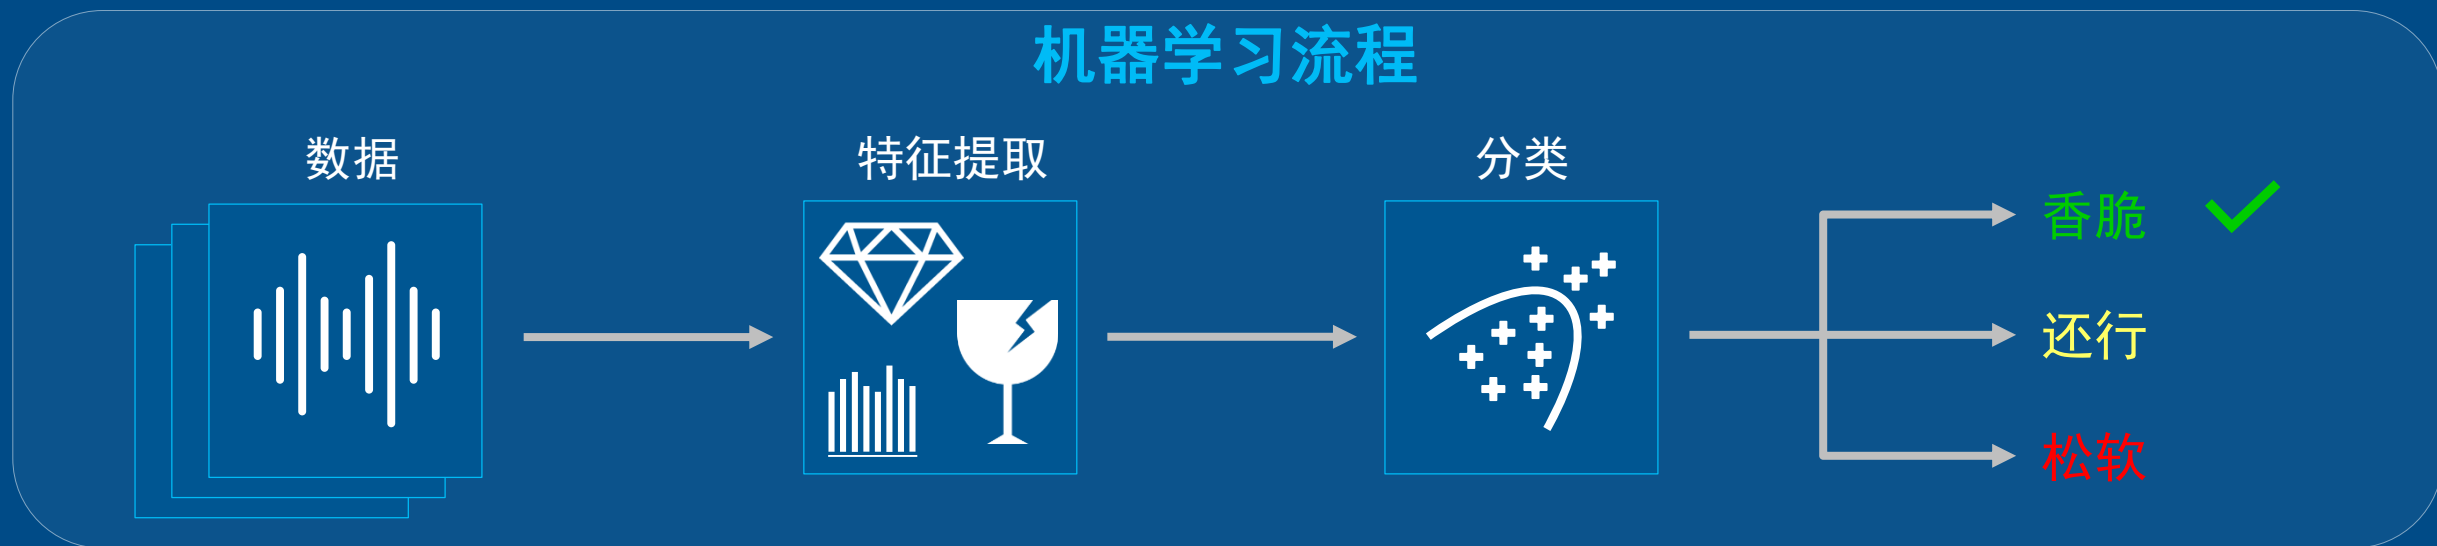 机器学习流程
数据
特征提取
分类
香脆
还行
松软